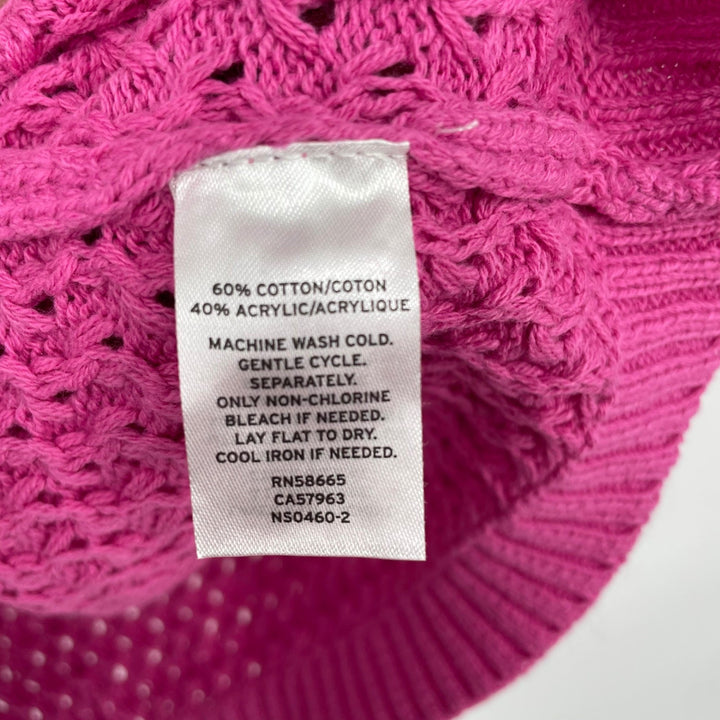 60% COTTON/COTON
40% ACRYLIC/ACRYLIQUE
MACHINE WASH COLD.
GENTLE CYCLE.
SEPARATELY.
ONLY NON-CHLORINE
BLEACH IF NEEDED.
LAY FLAT TO DRY.
COOL IRON IF NEEDED.
RN58665
CA57963
NS0460-2